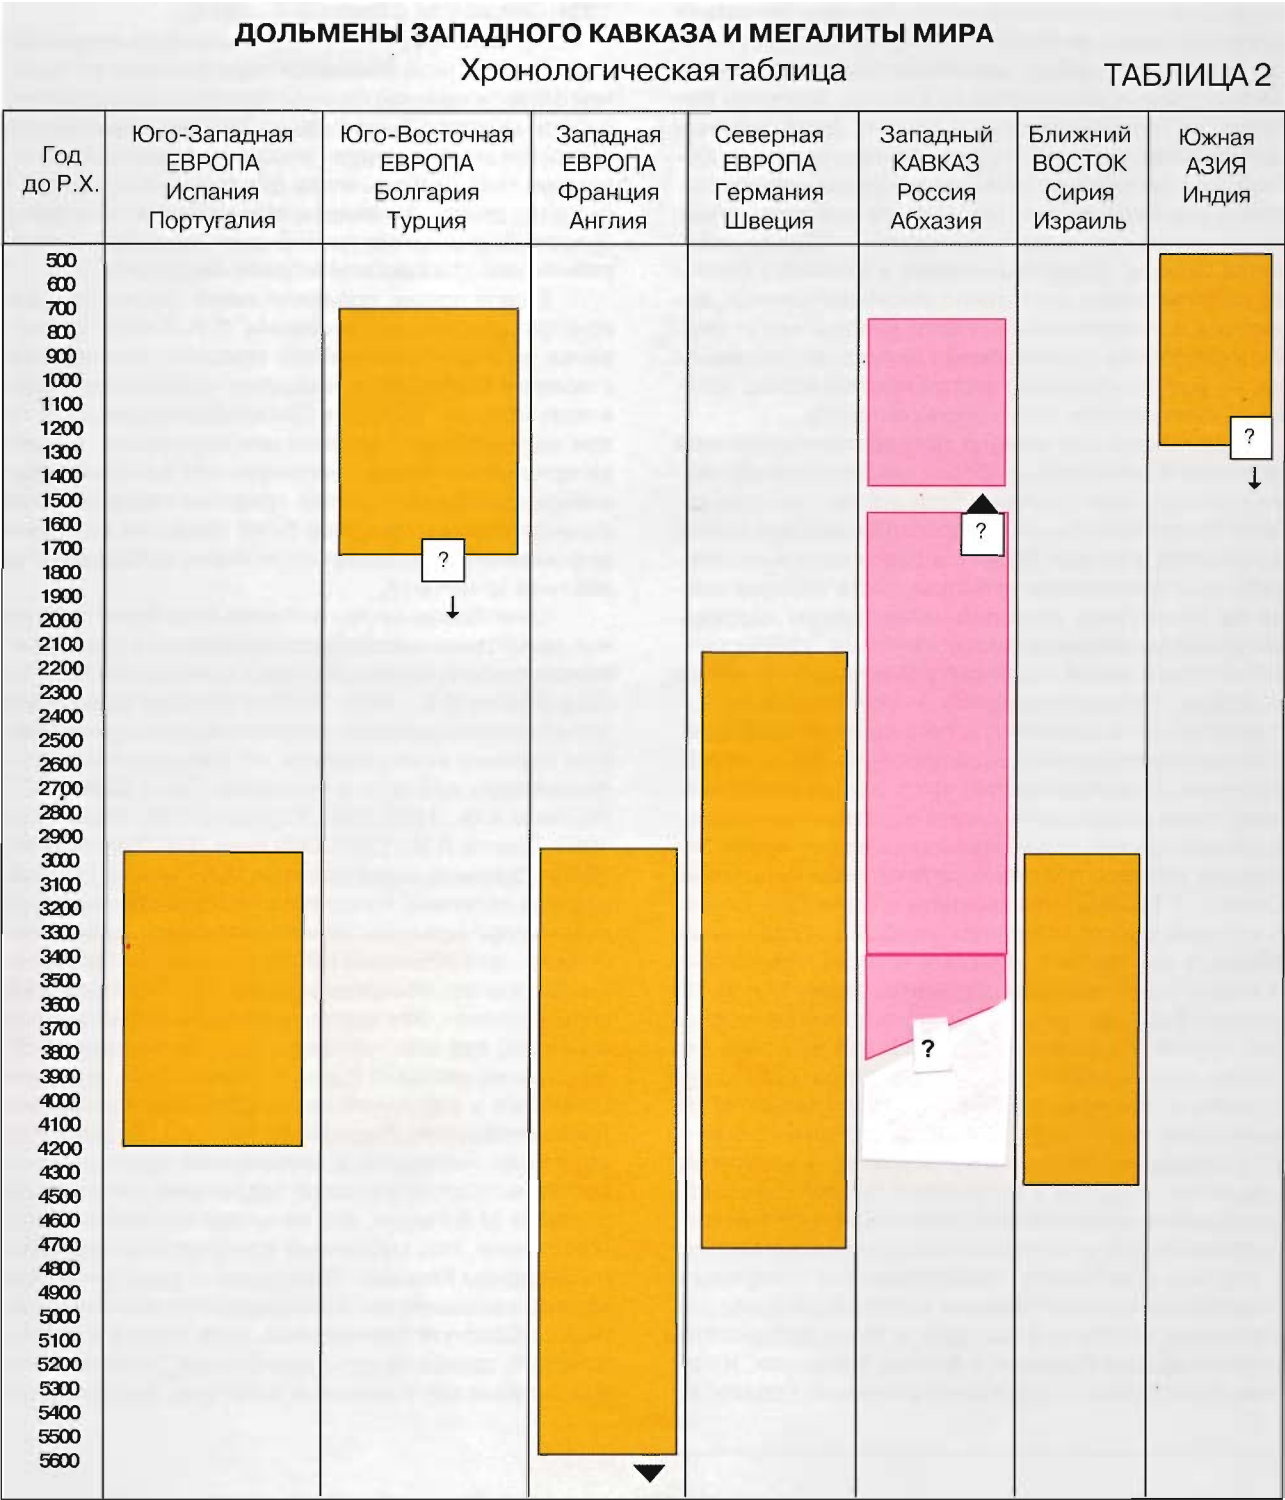 ДОЛЬМЕНЫ ЗАПАДНОГО КАВКАЗА И МЕГАЛИТЫ МИРА
Хронологическая таблица
ТАБЛИЦА 2
Год
до Р.Х.
Юго-Западная
ЕВРОПА
Испания
Португалия
Юго-Восточная
ЕВРОПА
Болгария
Турция
Западная
ЕВРОПА
Франция
Англия
Северная
ЕВРОПА
Германия
Швеция
Западный
КАВКАЗ
Россия
Абхазия
Ближний
ВОСТОК
Сирия
Израиль
Южная
АЗИЯ
Индия
500
600
700
800
900
1000
1100
1200
1300
1400
1500
1600
1700
1800
1900
2000
2100
2200
2300
2400
2500
2600
2700
2800
2900
3000
3100
3200
3300
3400
3500
3600
3700
3800
3900
4000
4100
4200
4300
4500
4600
4700
4800
4900
5000
5100
5200
5300
5400
5500
5600
?
?
?
?